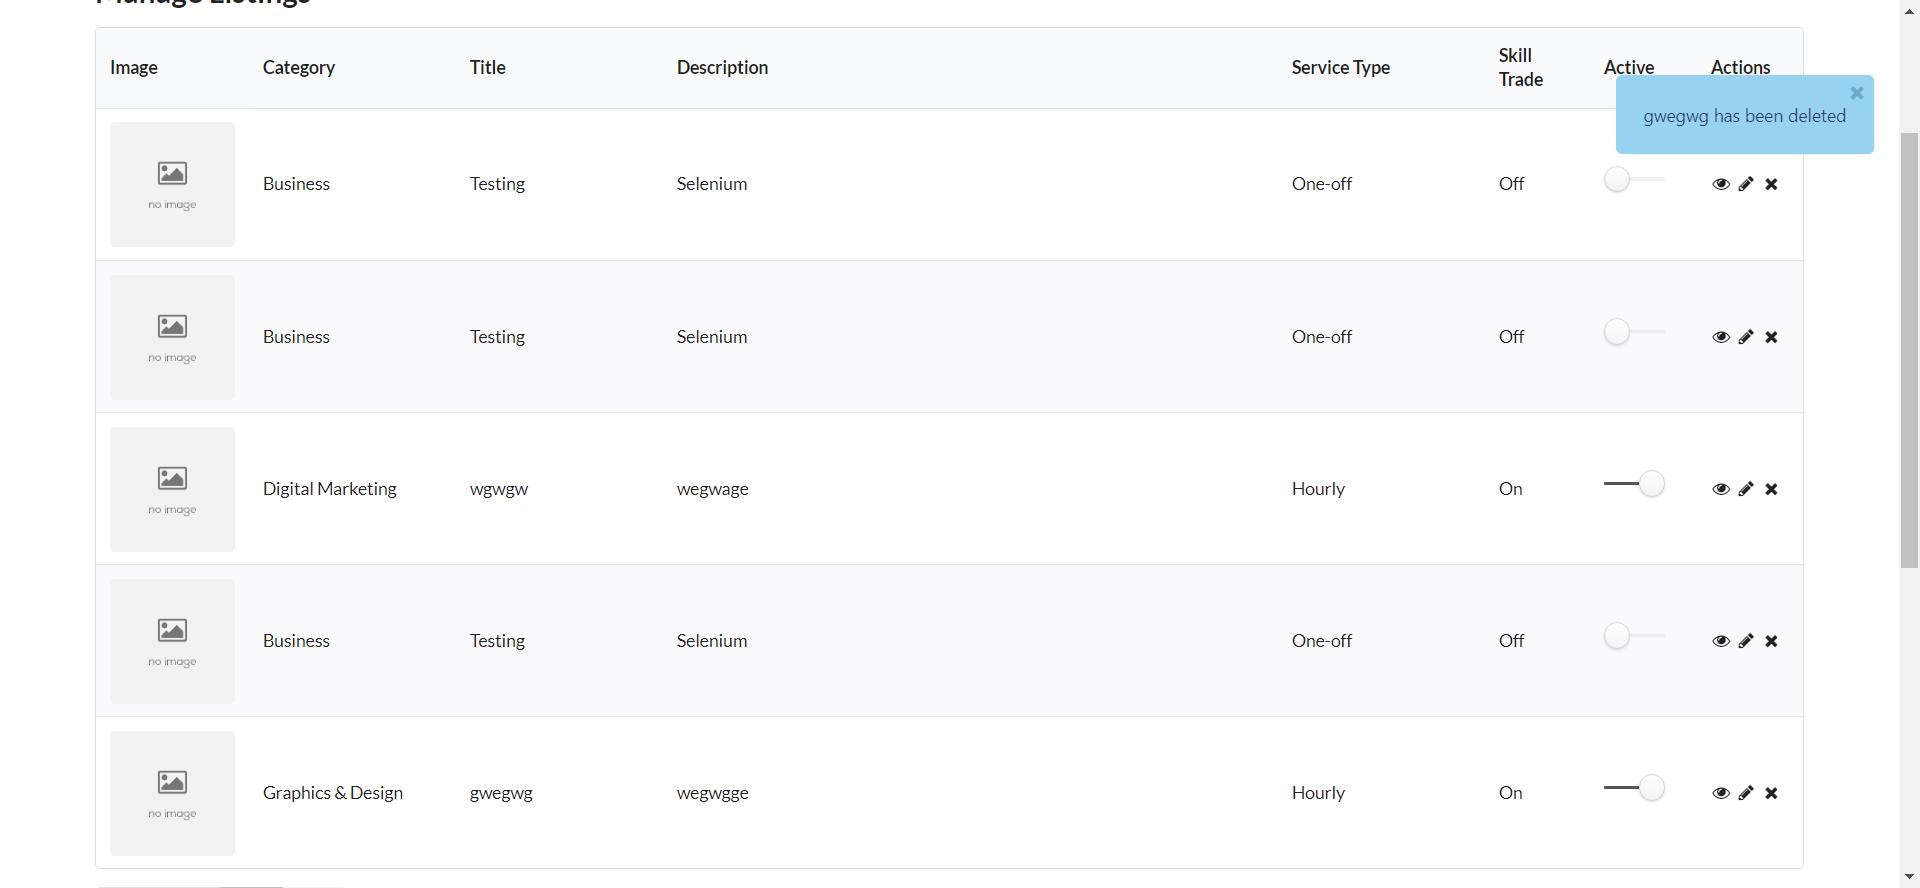 Manage Listings
Image Category Title Description Service Type Skill Trade Active Actions
gwegwg has been deleted
no image Business Testing Selenium One-off Off
no image Business Testing Selenium One-off Off
no image Digital Marketing wgwgw wegwage Hourly On
no image Business Testing Selenium One-off Off
no image Graphics & Design gwegwg wegwgge Hourly On